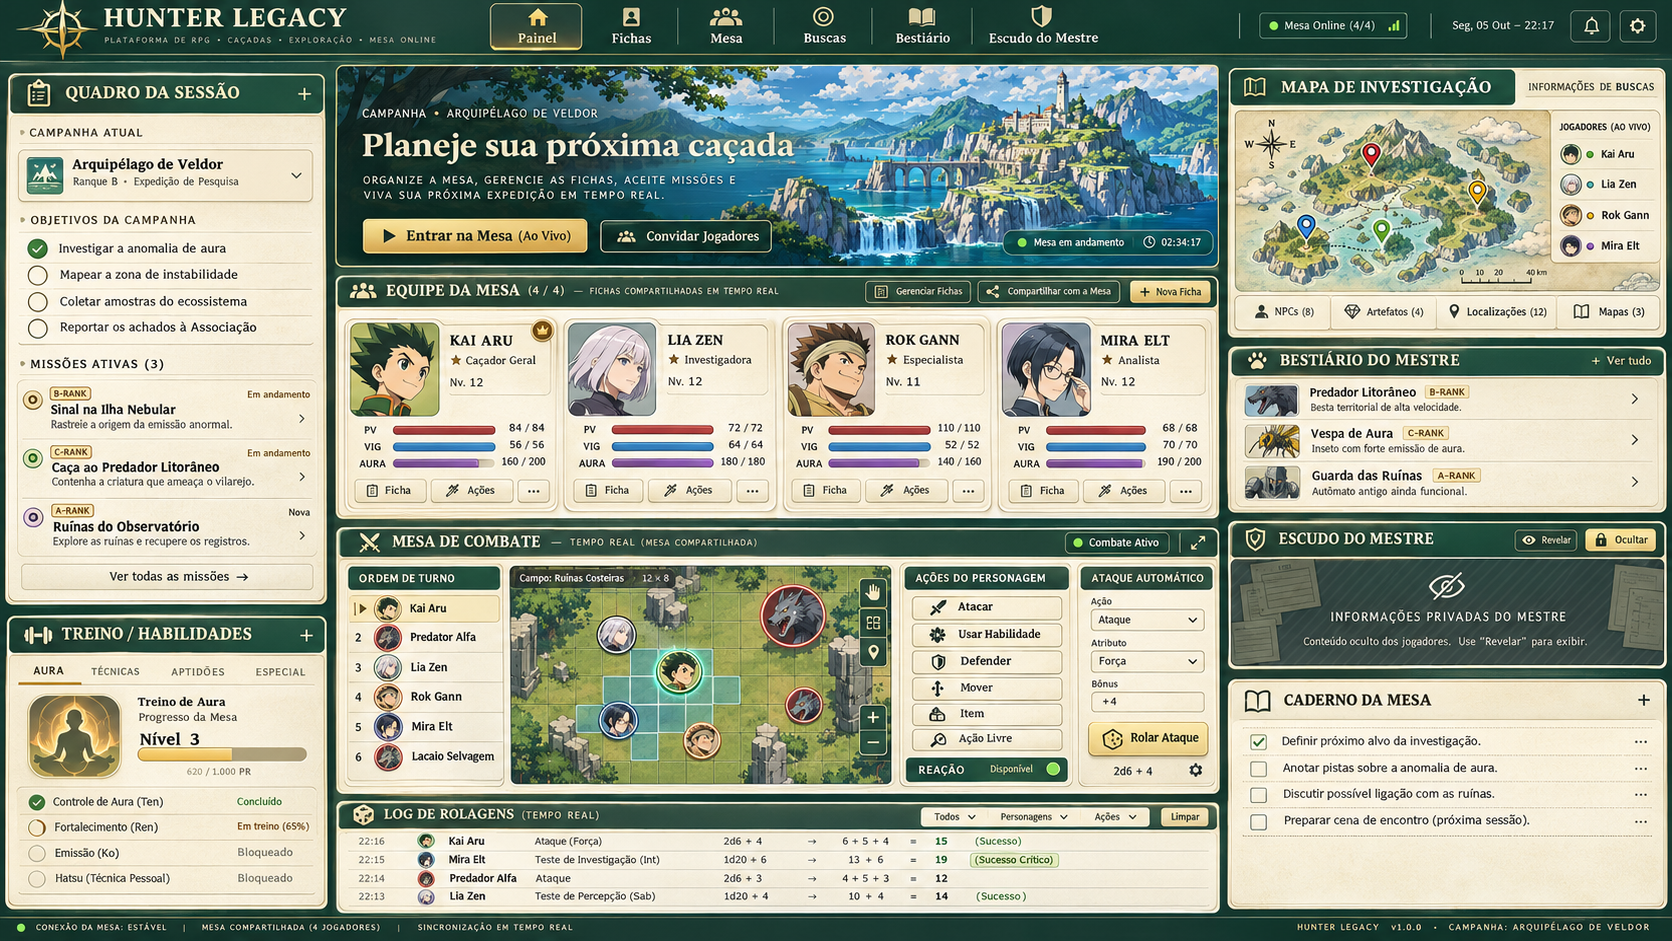 HUNTER LEGACY
PLATAFORMA DE RPG • CAÇADAS • EXPLORAÇÃO • MESA ONLINE
Painel
Fichas
Mesa
Buscas
Bestiário
Escudo do Mestre
Mesa Online (4/4)
Seg, 05 Out – 22:17
QUADRO DA SESSÃO +
CAMPANHA ATUAL
Arquipélago de Veldor
Ranque B • Expedição de Pesquisa
OBJETIVOS DA CAMPANHA
Investigar a anomalia de aura
Mapear a zona de instabilidade
Coletar amostras do ecossistema
Reportar os achados à Associação
MISSÕES ATIVAS (3)
B-RANK Em andamento
Sinal na Ilha Nebular
Rastreie a origem da emissão anormal.
C-RANK Em andamento
Caça ao Predador Litorâneo
Contenha a criatura que ameaça o vilarejo.
A-RANK Nova
Ruínas do Observatório
Explore as ruínas e recupere os registros.
Ver todas as missões →
TREINO / HABILIDADES +
AURA TÉCNICAS APTIDÕES ESPECIAL
Treino de Aura
Progresso da Mesa
Nível 3
620 / 1.000 PR
Controle de Aura (Ten) Concluído
Fortalecimento (Ren) Em treino (65%)
Emissão (Ko) Bloqueado
Hatsu (Técnica Pessoal) Bloqueado
CAMPANHA • ARQUIPÉLAGO DE VELDOR
Planeje sua próxima caçada
ORGANIZE A MESA, GERENCIE AS FICHAS, ACEITE MISSÕES E
VIVA SUA PRÓXIMA EXPEDIÇÃO EM TEMPO REAL.
Entrar na Mesa (Ao Vivo)
Convidar Jogadores
Mesa em andamento 02:34:17
EQUIPE DA MESA (4 / 4) — FICHAS COMPARTILHADAS EM TEMPO REAL
Gerenciar Fichas
Compartilhar com a Mesa
+ Nova Ficha
KAI ARU
★ Caçador Geral
Nv. 12
PV 84 / 84
VIG 56 / 56
AURA 160 / 200
Ficha Ações ...
LIA ZEN
★ Investigadora
Nv. 12
72 / 72
64 / 64
180 / 180
Ficha Ações ...
ROK GANN
★ Especialista
Nv. 11
PV 110 / 110
VIG 52 / 52
AURA 140 / 160
Ficha Ações ...
MIRA ELT
★ Analista
Nv. 12
PV 68 / 68
VIG 70 / 70
AURA 190 / 200
Ficha Ações ...
MESA DE COMBATE — TEMPO REAL (MESA COMPARTILHADA)
Combate Ativo
ORDEM DE TURNO
Kai Aru
2 Predator Alfa
3 Lia Zen
4 Rok Gann
5 Mira Elt
6 Lacaio Selvagem
Campo: Ruínas Costeiras 12 × 8
+
−
AÇÕES DO PERSONAGEM
Atacar
Usar Habilidade
Defender
Mover
Item
Ação Livre
REAÇÃO Disponível
ATAQUE AUTOMÁTICO
Ação
Ataque
Atributo
Força
Bônus
+4
Rolar Ataque
2d6 + 4
LOG DE ROLAGENS (TEMPO REAL)
Todos Personagens Ações Limpar
22:16 Kai Aru Ataque (Força) 2d6 + 4 → 6 + 5 + 4 = 15 (Sucesso)
22:15 Mira Elt Teste de Investigação (Int) 1d20 + 6 → 13 + 6 = 19 (Sucesso Crítico)
22:14 Predador Alfa Ataque 2d6 + 3 → 4 + 5 + 3 = 12
22:13 Lia Zen Teste de Percepção (Sab) 1d20 + 4 → 10 + 4 = 14 (Sucesso)
MAPA DE INVESTIGAÇÃO
INFORMAÇÕES DE BUSCAS
N
W E
S
0 10 20 40 km
JOGADORES (AO VIVO)
Kai Aru
Lia Zen
Rok Gann
Mira Elt
NPCs (8) Artefatos (4) Localizações (12) Mapas (3)
BESTIÁRIO DO MESTRE + Ver tudo
Predador Litorâneo B-RANK
Besta territorial de alta velocidade.
Vespa de Aura C-RANK
Inseto com forte emissão de aura.
Guarda das Ruínas A-RANK
Autômato antigo ainda funcional.
ESCUDO DO MESTRE
Revelar
Ocultar
INFORMAÇÕES PRIVADAS DO MESTRE
Conteúdo oculto dos jogadores. Use "Revelar" para exibir.
CADERNO DA MESA +
Definir próximo alvo da investigação. ...
Anotar pistas sobre a anomalia de aura. ...
Discutir possível ligação com as ruínas. ...
Preparar cena de encontro (próxima sessão). ...
CONEXÃO DA MESA: ESTÁVEL | MESA COMPARTILHADA (4 JOGADORES) | SINCRONIZAÇÃO EM TEMPO REAL
HUNTER LEGACY v1.0.0 • CAMPANHA: ARQUIPÉLAGO DE VELDOR